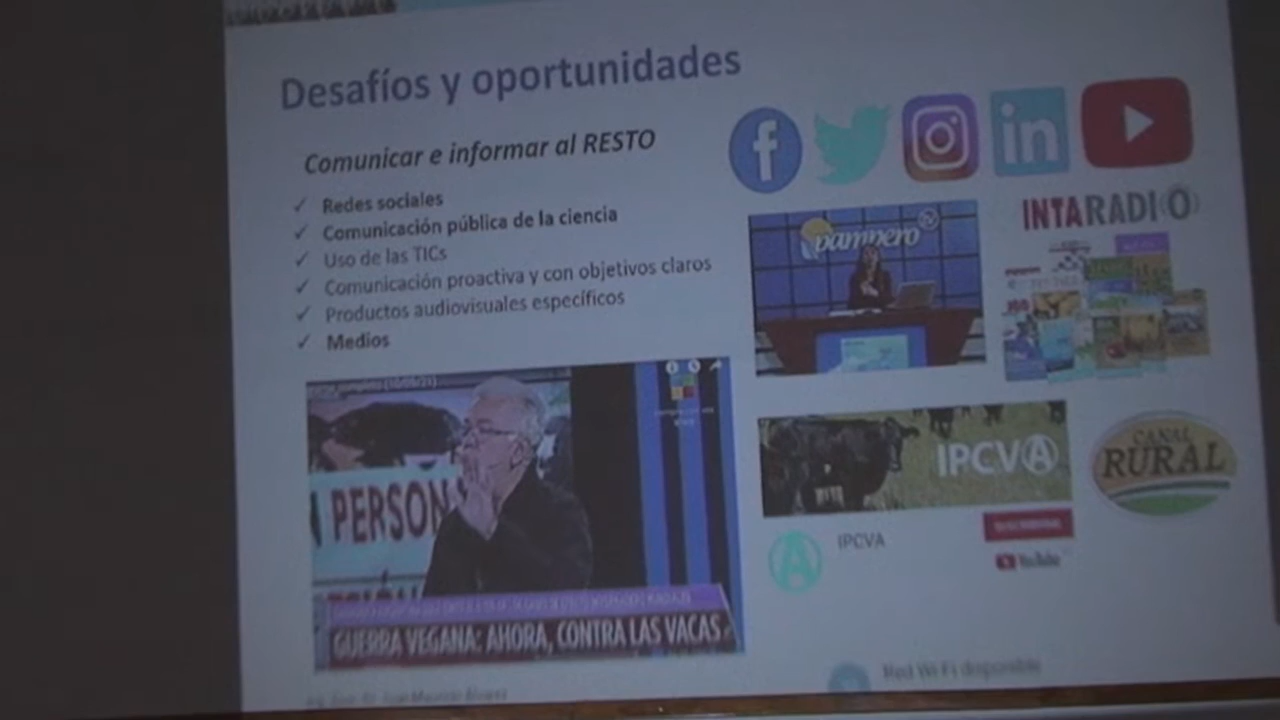 Desafíos y oportunidades
Comunicar e informar al RESTO
✓ Redes sociales
✓ Comunicación pública de la ciencia
✓ Uso de las TICs
✓ Comunicación proactiva y con objetivos claros
✓ Productos audiovisuales específicos
✓ Medios
f
in
INTARADIO
pampero
PERSON
GUERRA VEGANA: AHORA, CONTRA LAS VACAS
IPCVA
CANAL
RURAL
IPCVA
YouTube
Red Wi-Fi disponible